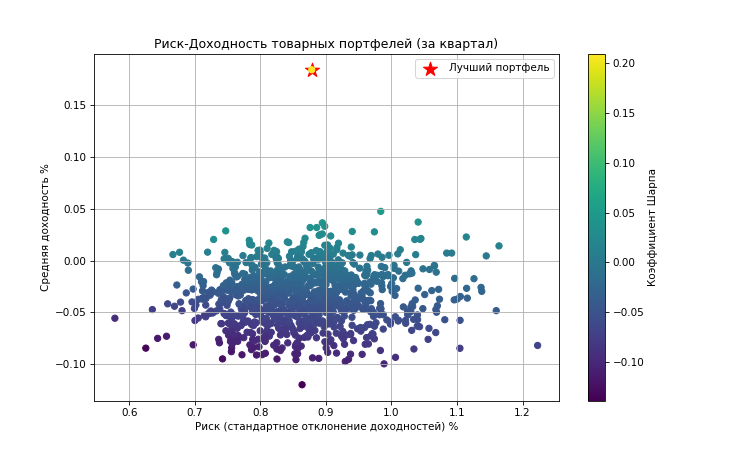 Риск-Доходность товарных портфелей (за квартал)
Лучший портфель
Средняя доходность %
0.15
0.10
0.05
0.00
−0.05
−0.10
0.6 0.7 0.8 0.9 1.0 1.1 1.2
Риск (стандартное отклонение доходностей) %
0.20
0.15
0.10
0.05
0.00
−0.05
−0.10
Коэффициент Шарпа